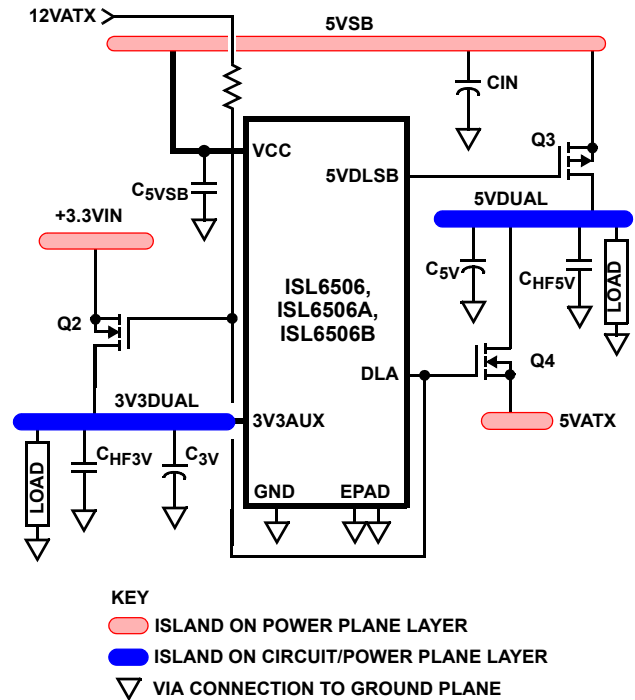 12VATX
5VSB
CIN
Q3
VCC
5VDLSB
C5VSB
+3.3VIN
5VDUAL
C5V
CHF5V
LOAD
ISL6506,
ISL6506A,
ISL6506B
Q2
DLA
Q4
3V3DUAL
3V3AUX
5VATX
CHF3V
C3V
LOAD
GND
EPAD
KEY
ISLAND ON POWER PLANE LAYER
ISLAND ON CIRCUIT/POWER PLANE LAYER
VIA CONNECTION TO GROUND PLANE